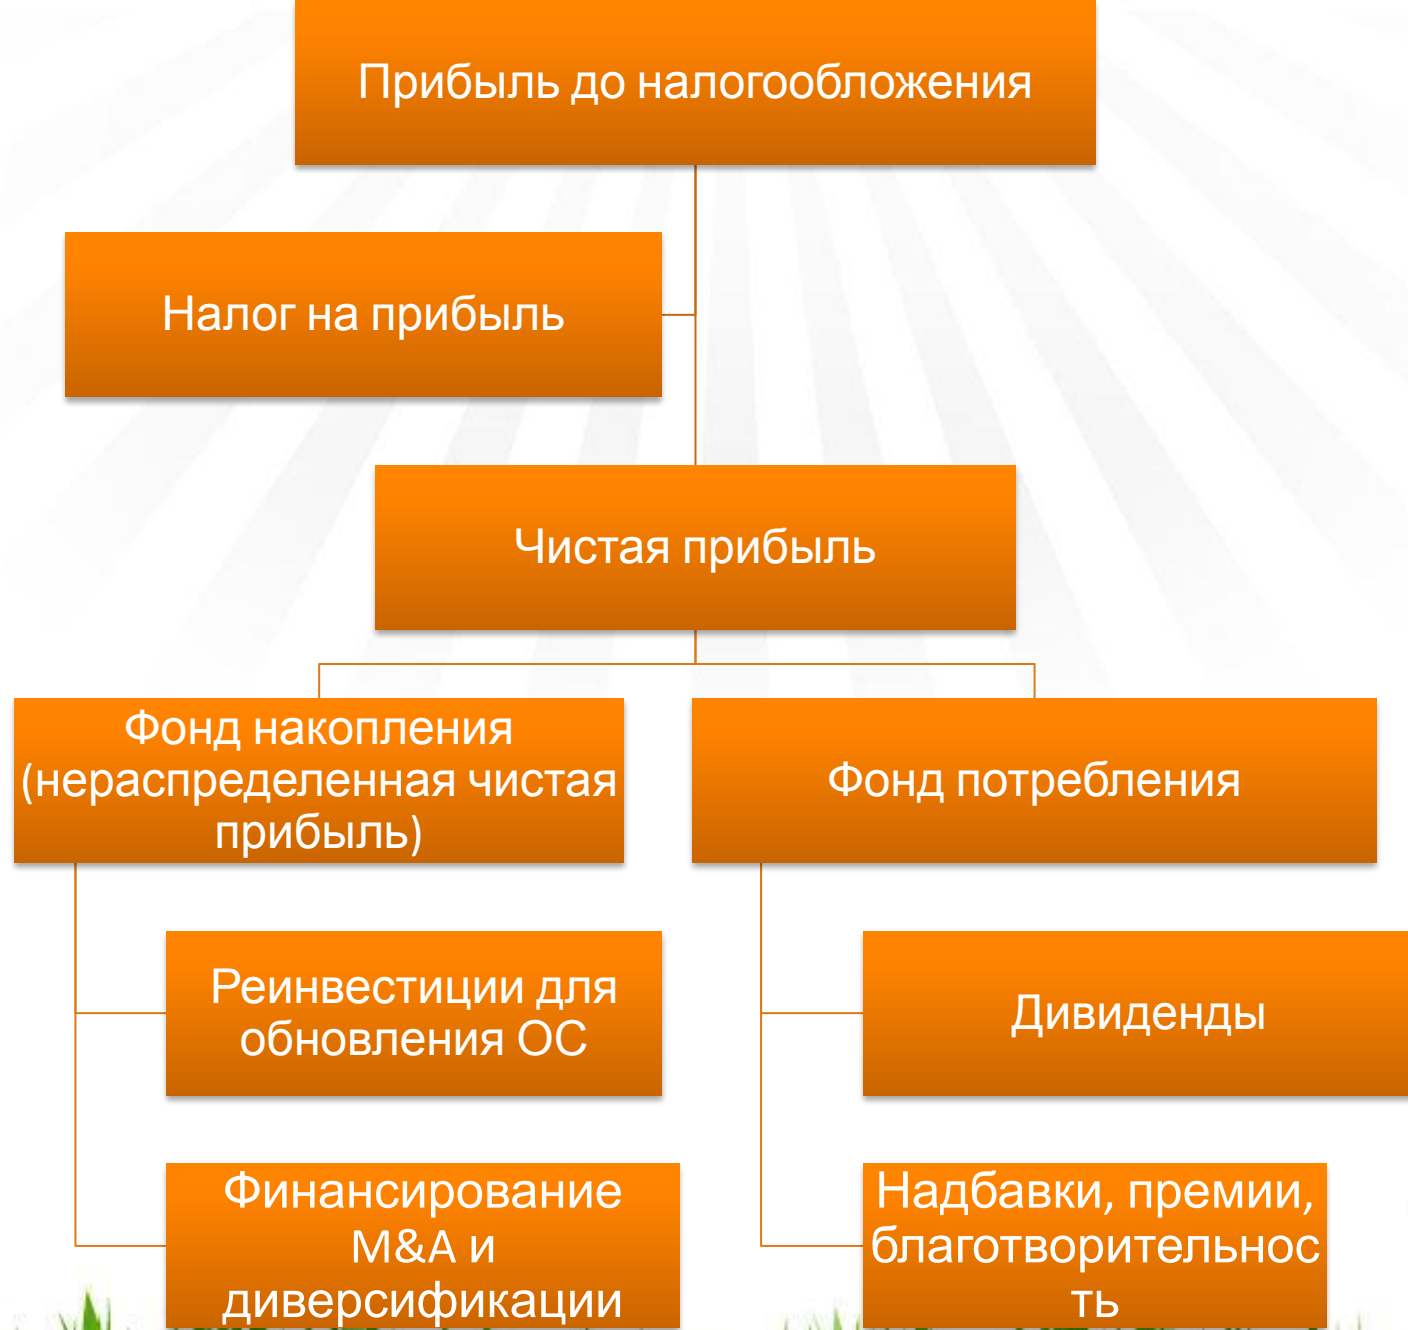 Прибыль до налогообложения
Налог на прибыль
Чистая прибыль
Фонд накопления
(нераспределенная чистая
прибыль)
Фонд потребления
Реинвестиции для
обновления ОС
Дивиденды
Финансирование
M&A и
диверсификации
Надбавки, премии,
благотворительнос
ть